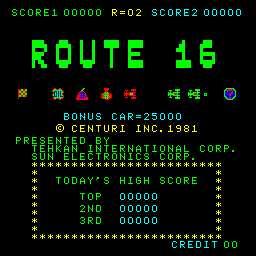 SCORE1 00000 R=02 SCORE2 00000
ROUTE 16
BONUS CAR=25000
© CENTURI INC.1981
PRESENTED BY
TEHKAN INTERNATIONAL CORP.
SUN ELECTRONICS CORP.
TODAY'S HIGH SCORE
TOP 00000
2ND 00000
3RD 00000
CREDIT 00